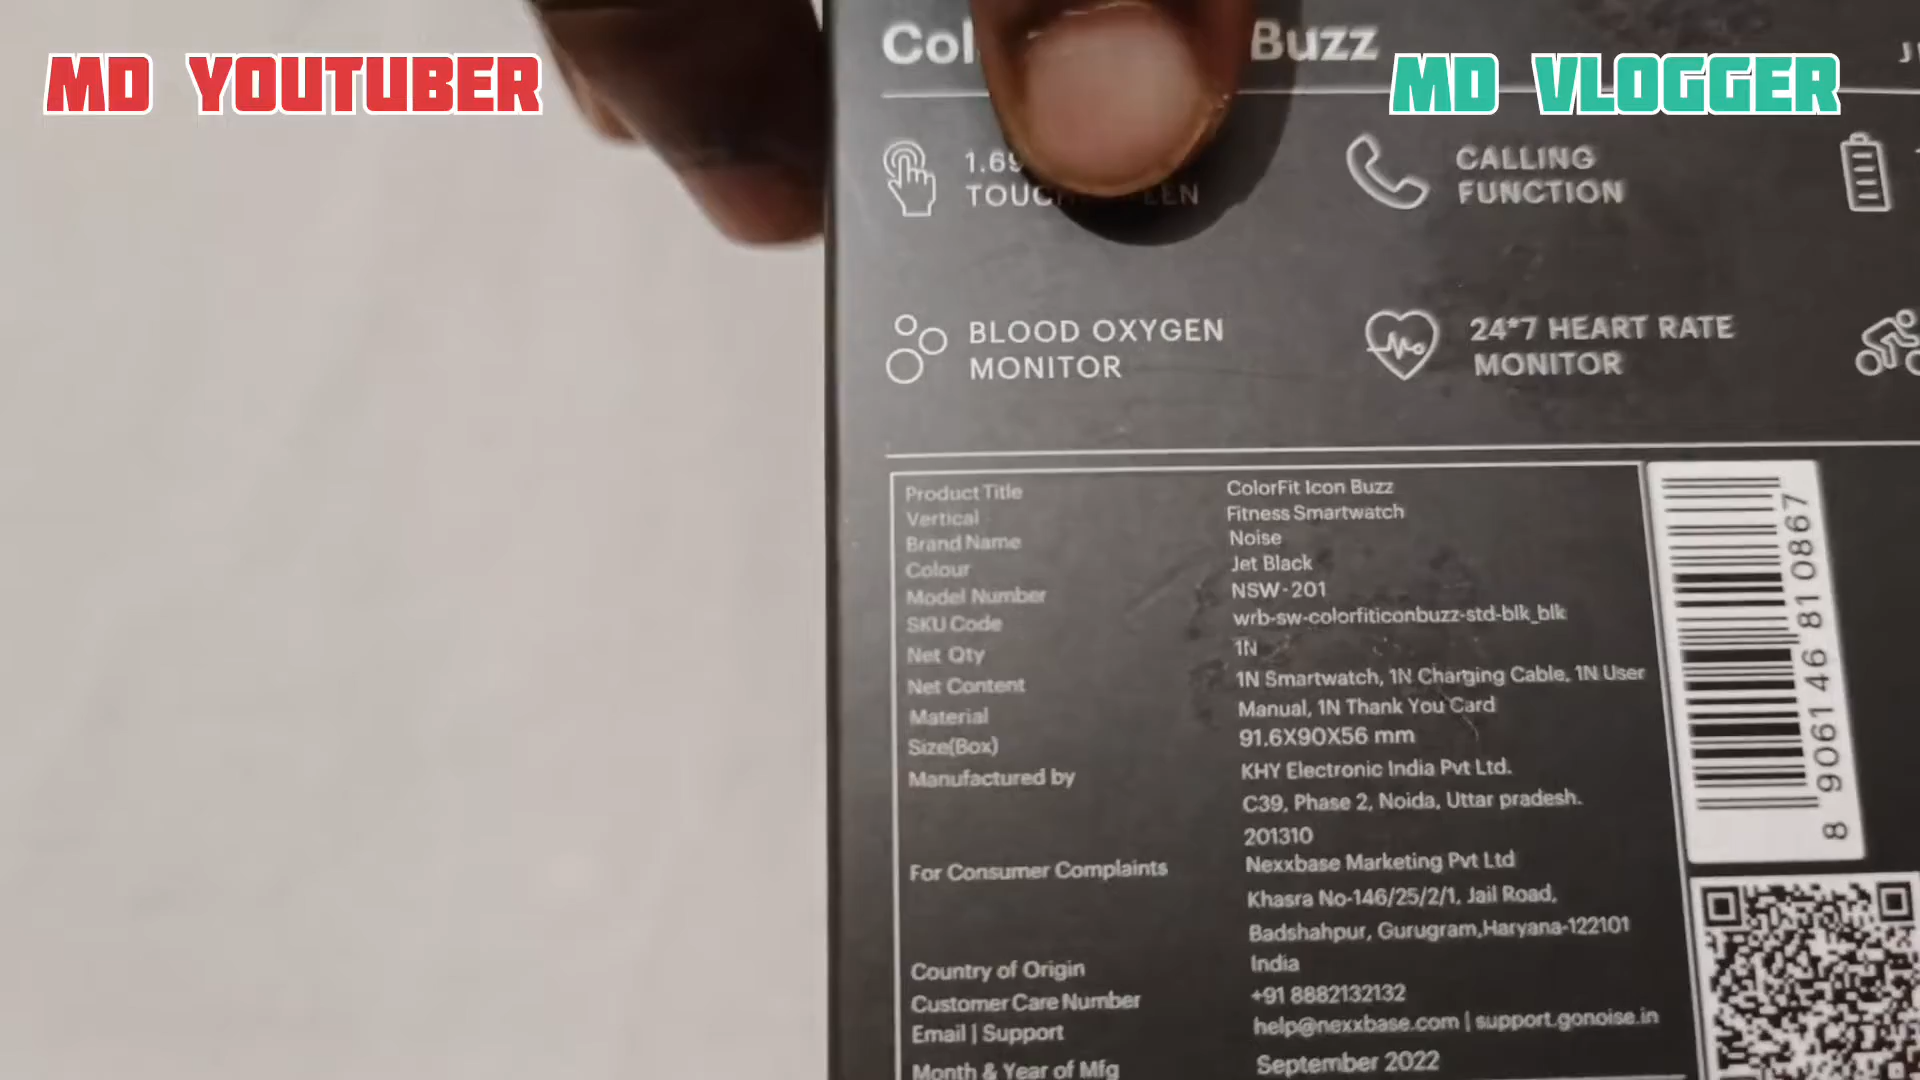 MD YOUTUBER
MD VLOGGER
Buzz
CALLING
FUNCTION
BLOOD OXYGEN
MONITOR
24*7 HEART RATE
MONITOR
Product Title ColorFit Icon Buzz
Vertical Fitness Smartwatch
Brand Name Noise
Colour Jet Black
Model Number NSW-201
SKU Code wrb-sw-colorfiticonbuzz-std-blk_blk
Net Qty 1N
Net Content 1N Smartwatch, 1N Charging Cable, 1N User
Material Manual, 1N Thank You Card
Size(Box) 91.6X90X56 mm
Manufactured by KHY Electronic India Pvt Ltd.
C39, Phase 2, Noida, Uttar pradesh.
201310
For Consumer Complaints Nexxbase Marketing Pvt Ltd
Khasra No-146/25/2/1, Jail Road,
Badshahpur, Gurugram,Haryana-122101
Country of Origin India
Customer Care Number +91 8882132132
Email | Support help@nexxbase.com | support.gonoise.in
Month & Year of Mfg September 2022
8 906146 810867